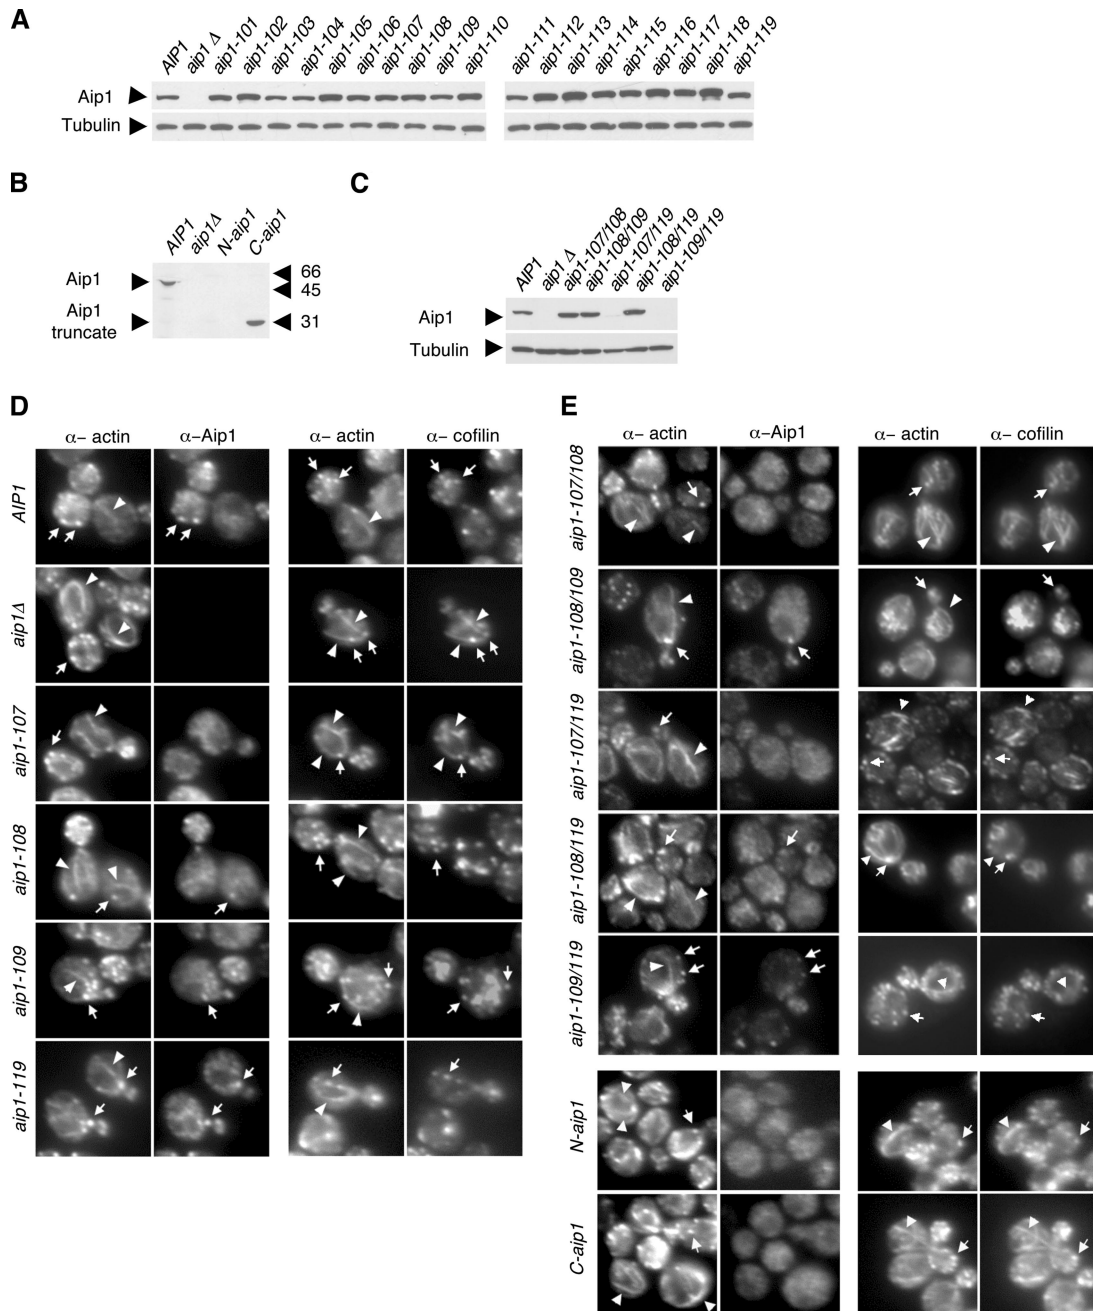 A
AIP1 aip1 Δ aip1-101 aip1-102 aip1-103 aip1-104 aip1-105 aip1-106 aip1-107 aip1-108 aip1-109 aip1-110 aip1-111 aip1-112 aip1-113 aip1-114 aip1-115 aip1-116 aip1-117 aip1-118 aip1-119
Aip1
Tubulin
B
AIP1 aip1Δ N-aip1 C-aip1
Aip1 66
45
Aip1
truncate 31
C
AIP1 aip1 Δ aip1-107/108 aip1-108/109 aip1-107/119 aip1-108/119 aip1-109/119
Aip1
Tubulin
D
α− actin α−Aip1 α− actin α− cofilin
AIP1
aip1Δ
aip1-107
aip1-108
aip1-109
aip1-119
E
α− actin α−Aip1 α− actin α− cofilin
aip1-107/108
aip1-108/109
aip1-107/119
aip1-108/119
aip1-109/119
N-aip1
C-aip1